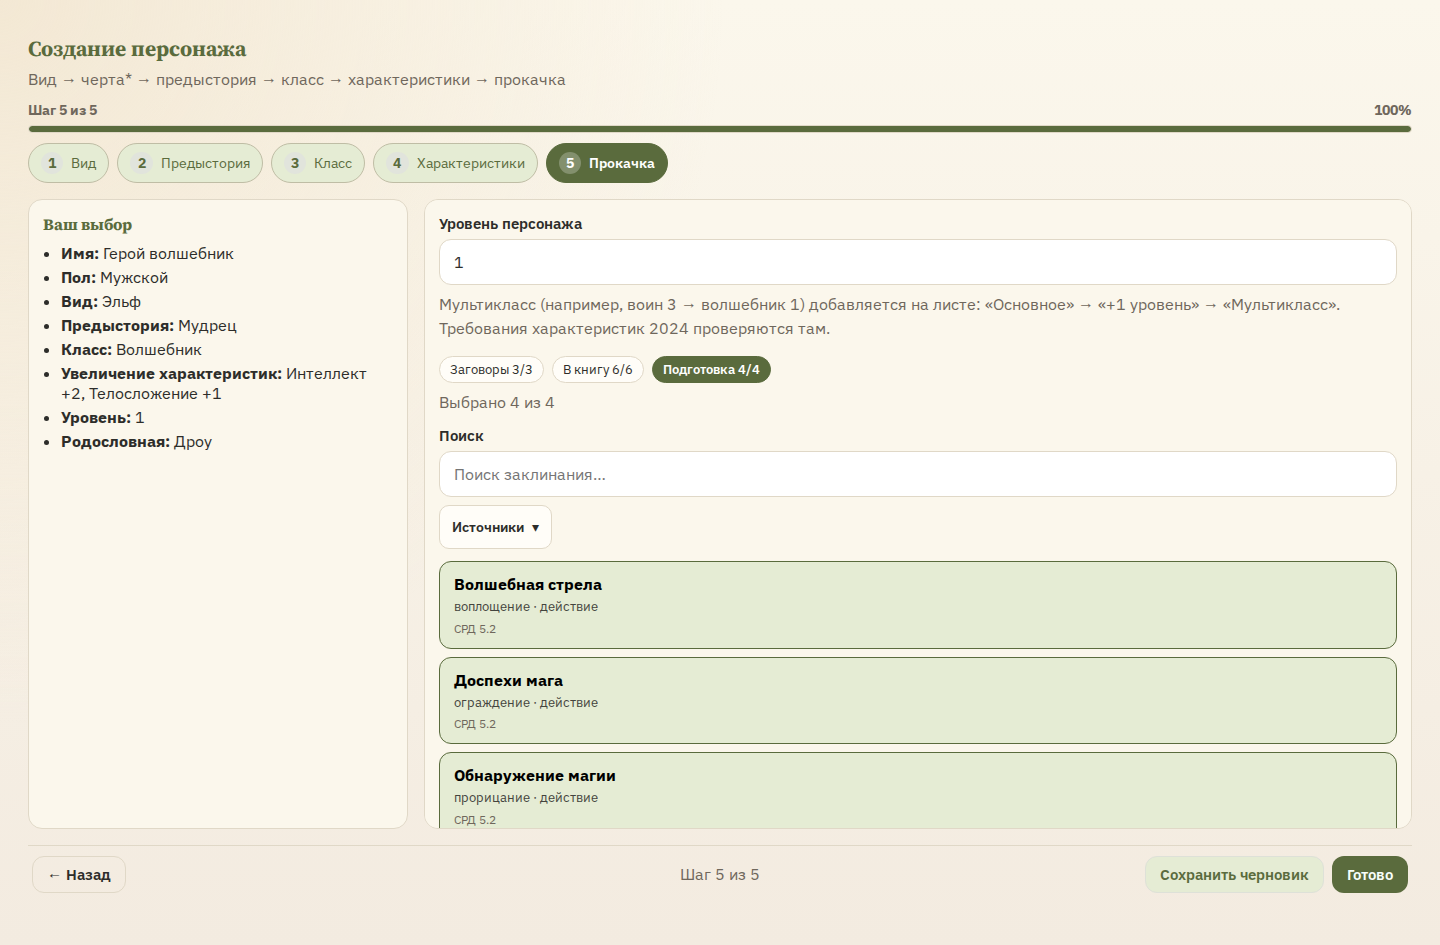 Создание персонажа
Вид → черта* → предыстория → класс → характеристики → прокачка
Шаг 5 из 5
100%
1 Вид
2 Предыстория
3 Класс
4 Характеристики
5 Прокачка
Ваш выбор
Имя: Герой волшебник
Пол: Мужской
Вид: Эльф
Предыстория: Мудрец
Класс: Волшебник
Увеличение характеристик: Интеллект
+2, Телосложение +1
Уровень: 1
Родословная: Дроу
Уровень персонажа
1
Мультикласс (например, воин 3 → волшебник 1) добавляется на листе: «Основное» → «+1 уровень» → «Мультикласс».
Требования характеристик 2024 проверяются там.
Заговоры 3/3
В книгу 6/6
Подготовка 4/4
Выбрано 4 из 4
Поиск
Поиск заклинания...
Источники ▾
Волшебная стрела
воплощение · действие
СРД 5.2
Доспехи мага
ограждение · действие
СРД 5.2
Обнаружение магии
прорицание · действие
СРД 5.2
← Назад
Шаг 5 из 5
Сохранить черновик
Готово